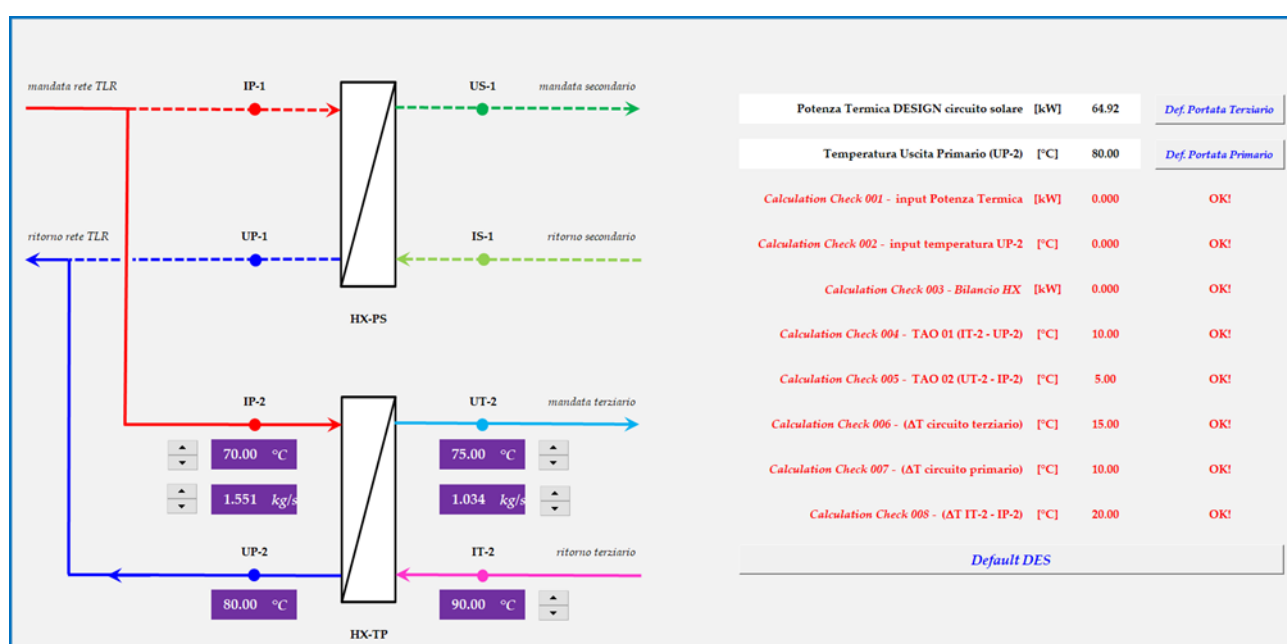 mandata rete TLR
IP-1
US-1
mandata secondario
ritorno rete TLR
UP-1
IS-1
ritorno secondario
HX-PS
IP-2
UT-2
mandata terziario
70.00 °C
75.00 °C
1.551 kg/s
1.034 kg/s
UP-2
IT-2
ritorno terziario
80.00 °C
90.00 °C
HX-TP
Potenza Termica DESIGN circuito solare [kW] 64.92 Def. Portata Terziario
Temperatura Uscita Primario (UP-2) [°C] 80.00 Def. Portata Primario
Calculation Check 001 - input Potenza Termica [kW] 0.000 OK!
Calculation Check 002 - input temperatura UP-2 [°C] 0.000 OK!
Calculation Check 003 - Bilancio HX [kW] 0.000 OK!
Calculation Check 004 - TAO 01 (IT-2 - UP-2) [°C] 10.00 OK!
Calculation Check 005 - TAO 02 (UT-2 - IP-2) [°C] 5.00 OK!
Calculation Check 006 - (ΔT circuito terziario) [°C] 15.00 OK!
Calculation Check 007 - (ΔT circuito primario) [°C] 10.00 OK!
Calculation Check 008 - (ΔT IT-2 - IP-2) [°C] 20.00 OK!
Default DES